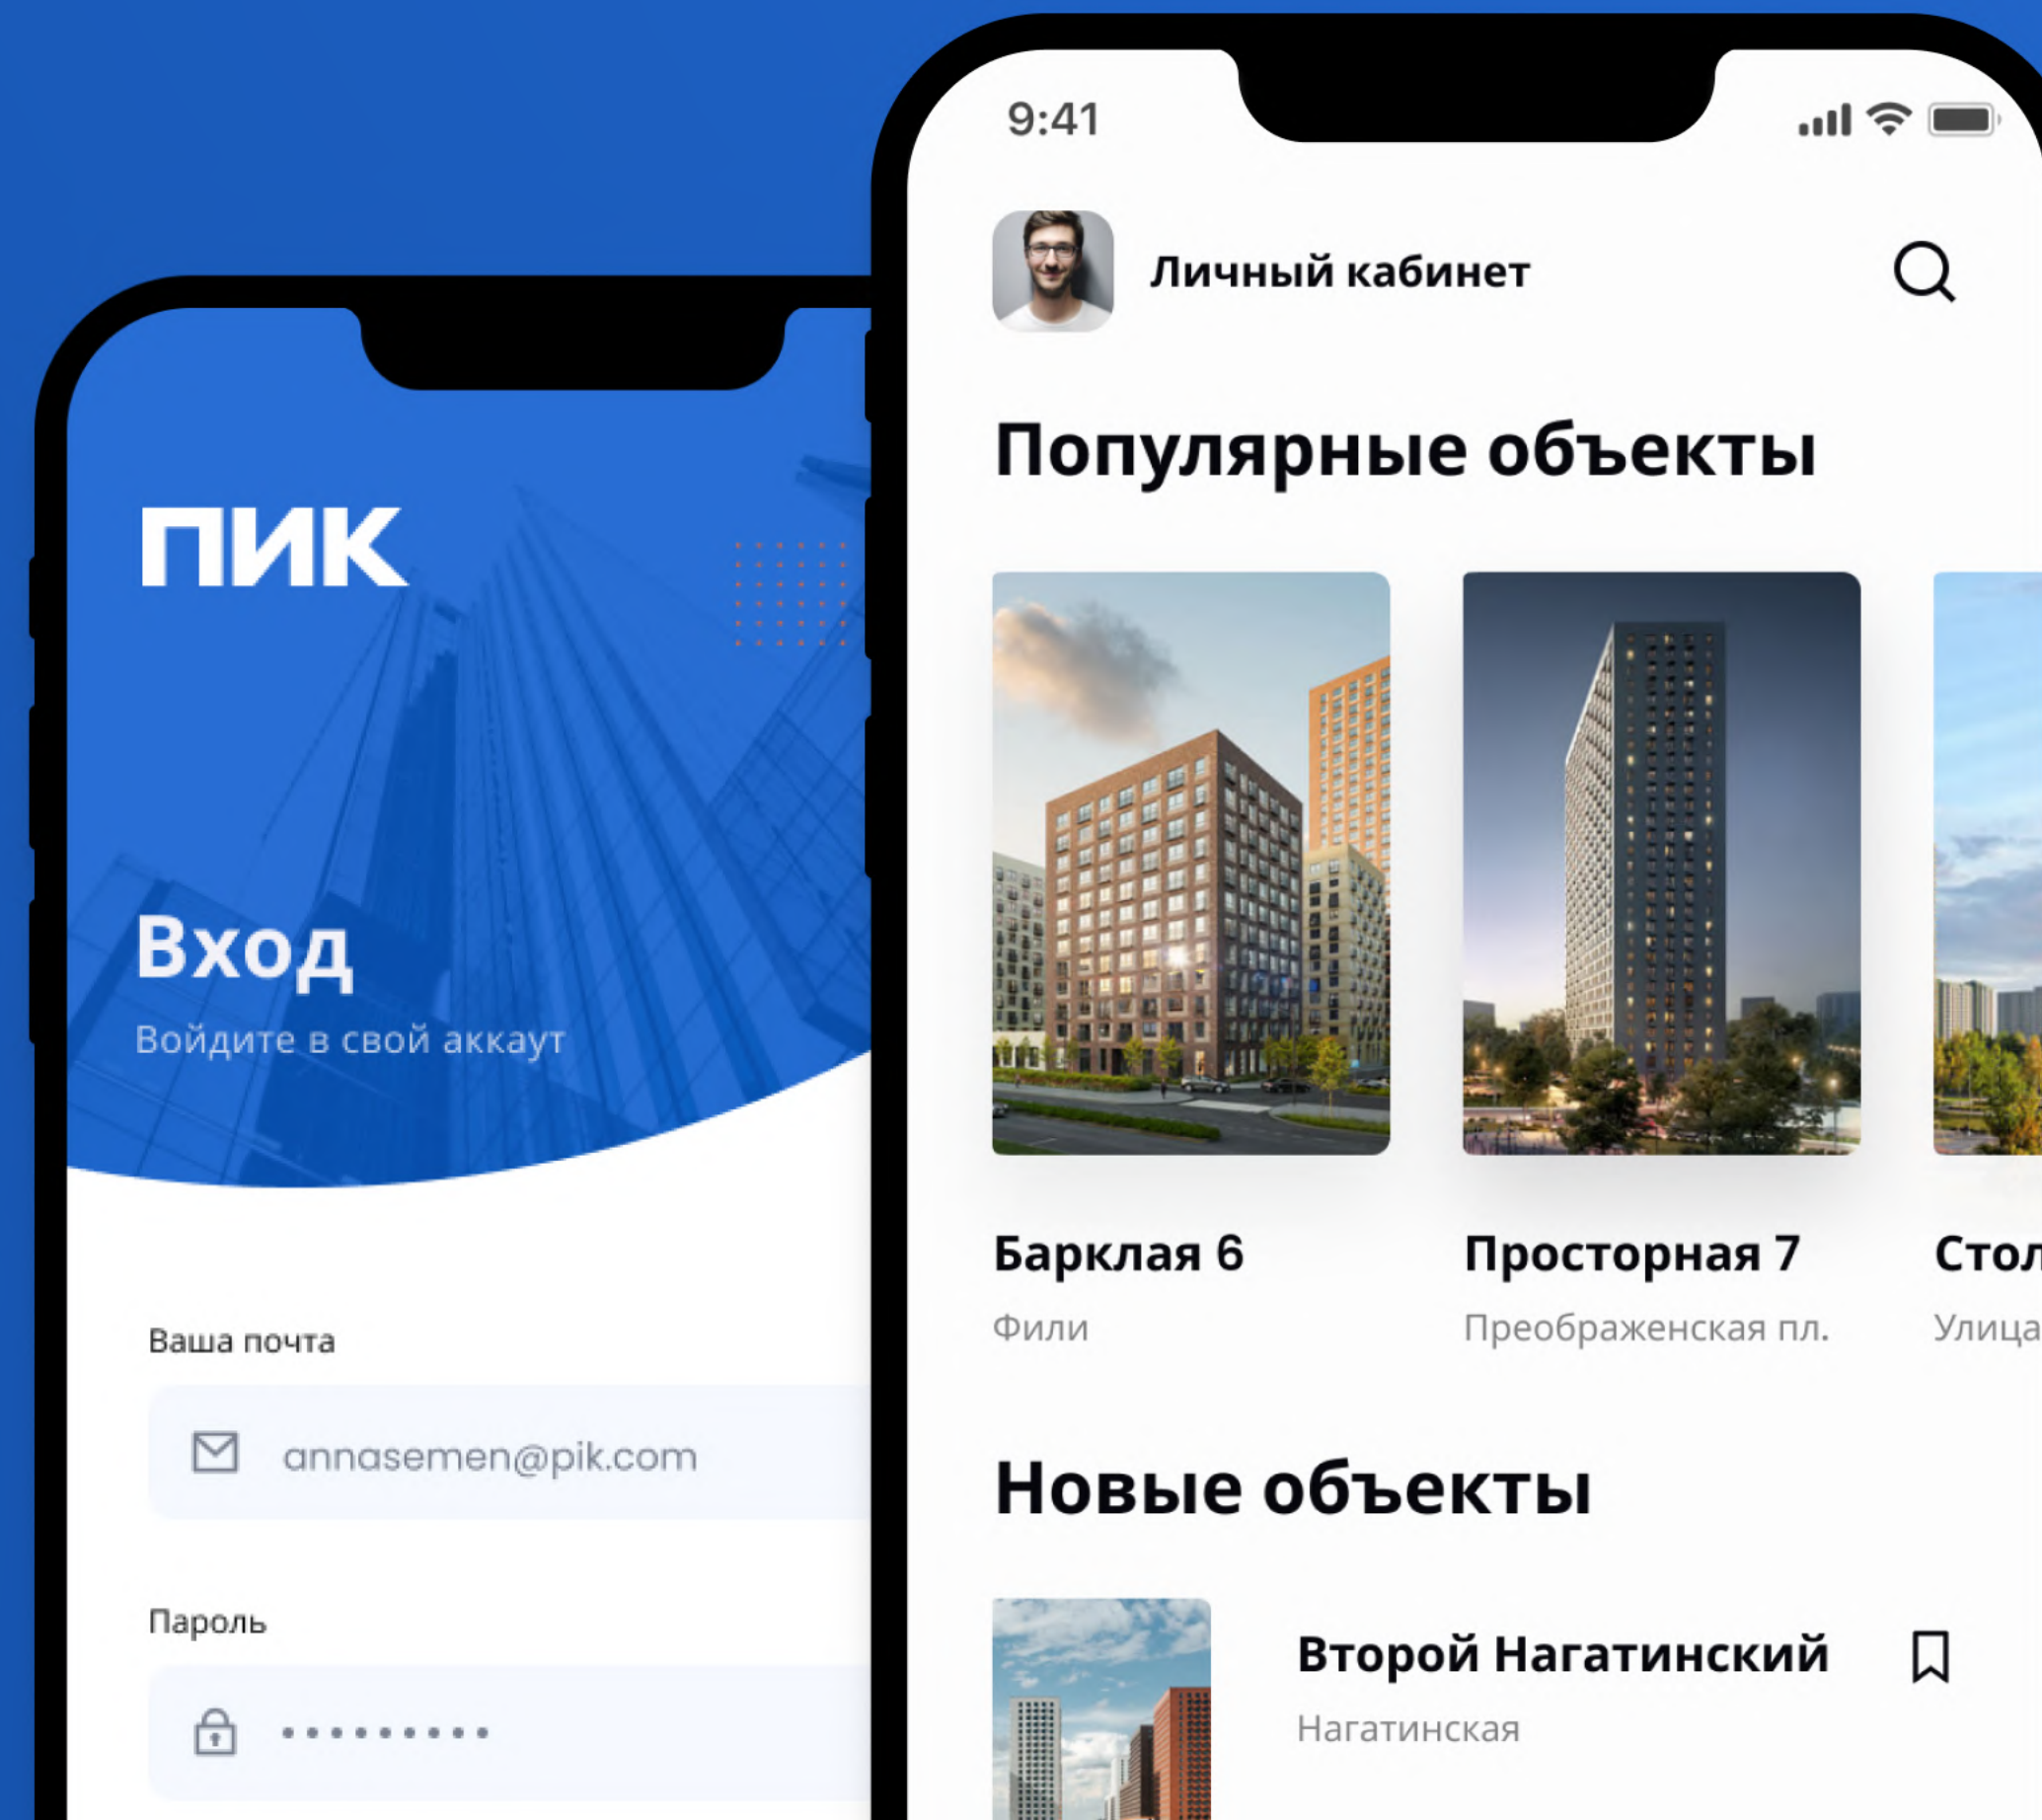 ПИК
Вход
Войдите в свой аккаут
Ваша почта
annasemen@pik.com
Пароль
9:41
Личный кабинет
Популярные объекты
Барклая 6
Фили
Просторная 7
Преображенская пл.
Улица
Новые объекты
Второй Нагатинский
Нагатинская